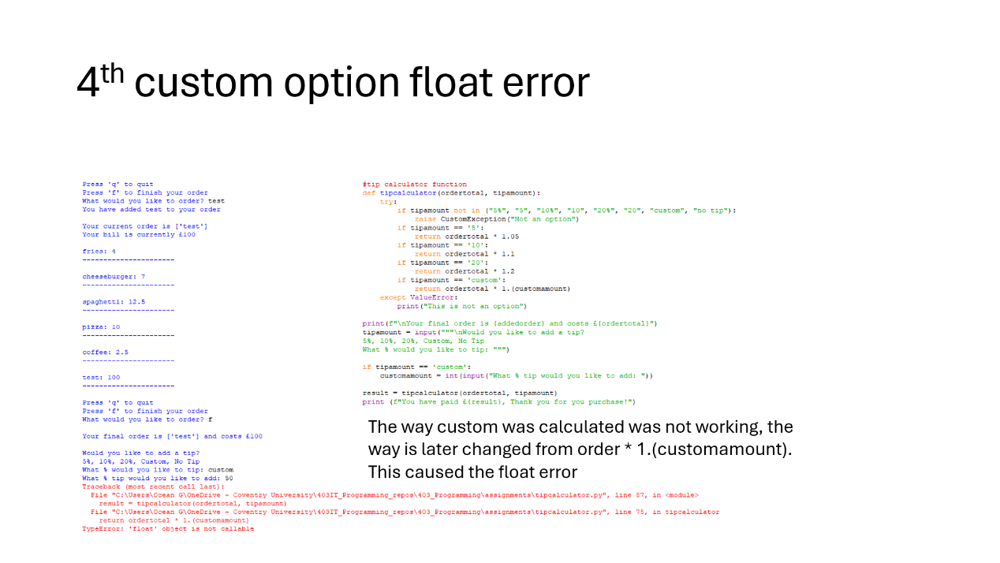 4th custom option float error
Press 'q' to quit
Press 'f' to finish your order
What would you like to order? test
You have added test to your order
Your current order is ['test']
Your bill is currently £100
fries: 4
----------------------
cheeseburger: 7
----------------------
spaghetti: 12.5
----------------------
pizza: 10
----------------------
coffee: 2.5
----------------------
test: 100
----------------------
Press 'q' to quit
Press 'f' to finish your order
What would you like to order? f
Your final order is ['test'] and costs £100
Would you like to add a tip?
5%, 10%, 20%, Custom, No Tip
What % would you like to tip: custom
What % tip would you like to add: 50
Traceback (most recent call last):
  File "C:\Users\Ocean G\OneDrive - Coventry University\403IT_Programming_repos\403_Programming\assignments\tipcalculator.py", line 87, in <module>
    result = tipcalculator(ordertotal, tipamount)
  File "C:\Users\Ocean G\OneDrive - Coventry University\403IT_Programming_repos\403_Programming\assignments\tipcalculator.py", line 75, in tipcalculator
    return ordertotal * 1.(customamount)
TypeError: 'float' object is not callable
#tip calculator function
def tipcalculator(ordertotal, tipamount):
    try:
        if tipamount not in ("5%", "5", "10%", "10", "20%", "20", "custom", "no tip"):
            raise CustomException("Not an option")
        if tipamount == '5':
            return ordertotal * 1.05
        if tipamount == '10':
            return ordertotal * 1.1
        if tipamount == '20':
            return ordertotal * 1.2
        if tipamount == 'custom':
            return ordertotal * 1.(customamount)
    except ValueError:
        print("This is not an option")
print(f"\nYour final order is {addedorder} and costs £{ordertotal}")
tipamount = input("""\nWould you like to add a tip?
5%, 10%, 20%, Custom, No Tip
What % would you like to tip: """)
if tipamount == 'custom':
    customamount = int(input("What % tip would you like to add: "))
result = tipcalculator(ordertotal, tipamount)
print (f"You have paid £{result}, Thank you for you purchase!")
The way custom was calculated was not working, the
way is later changed from order * 1.(customamount).
This caused the float error